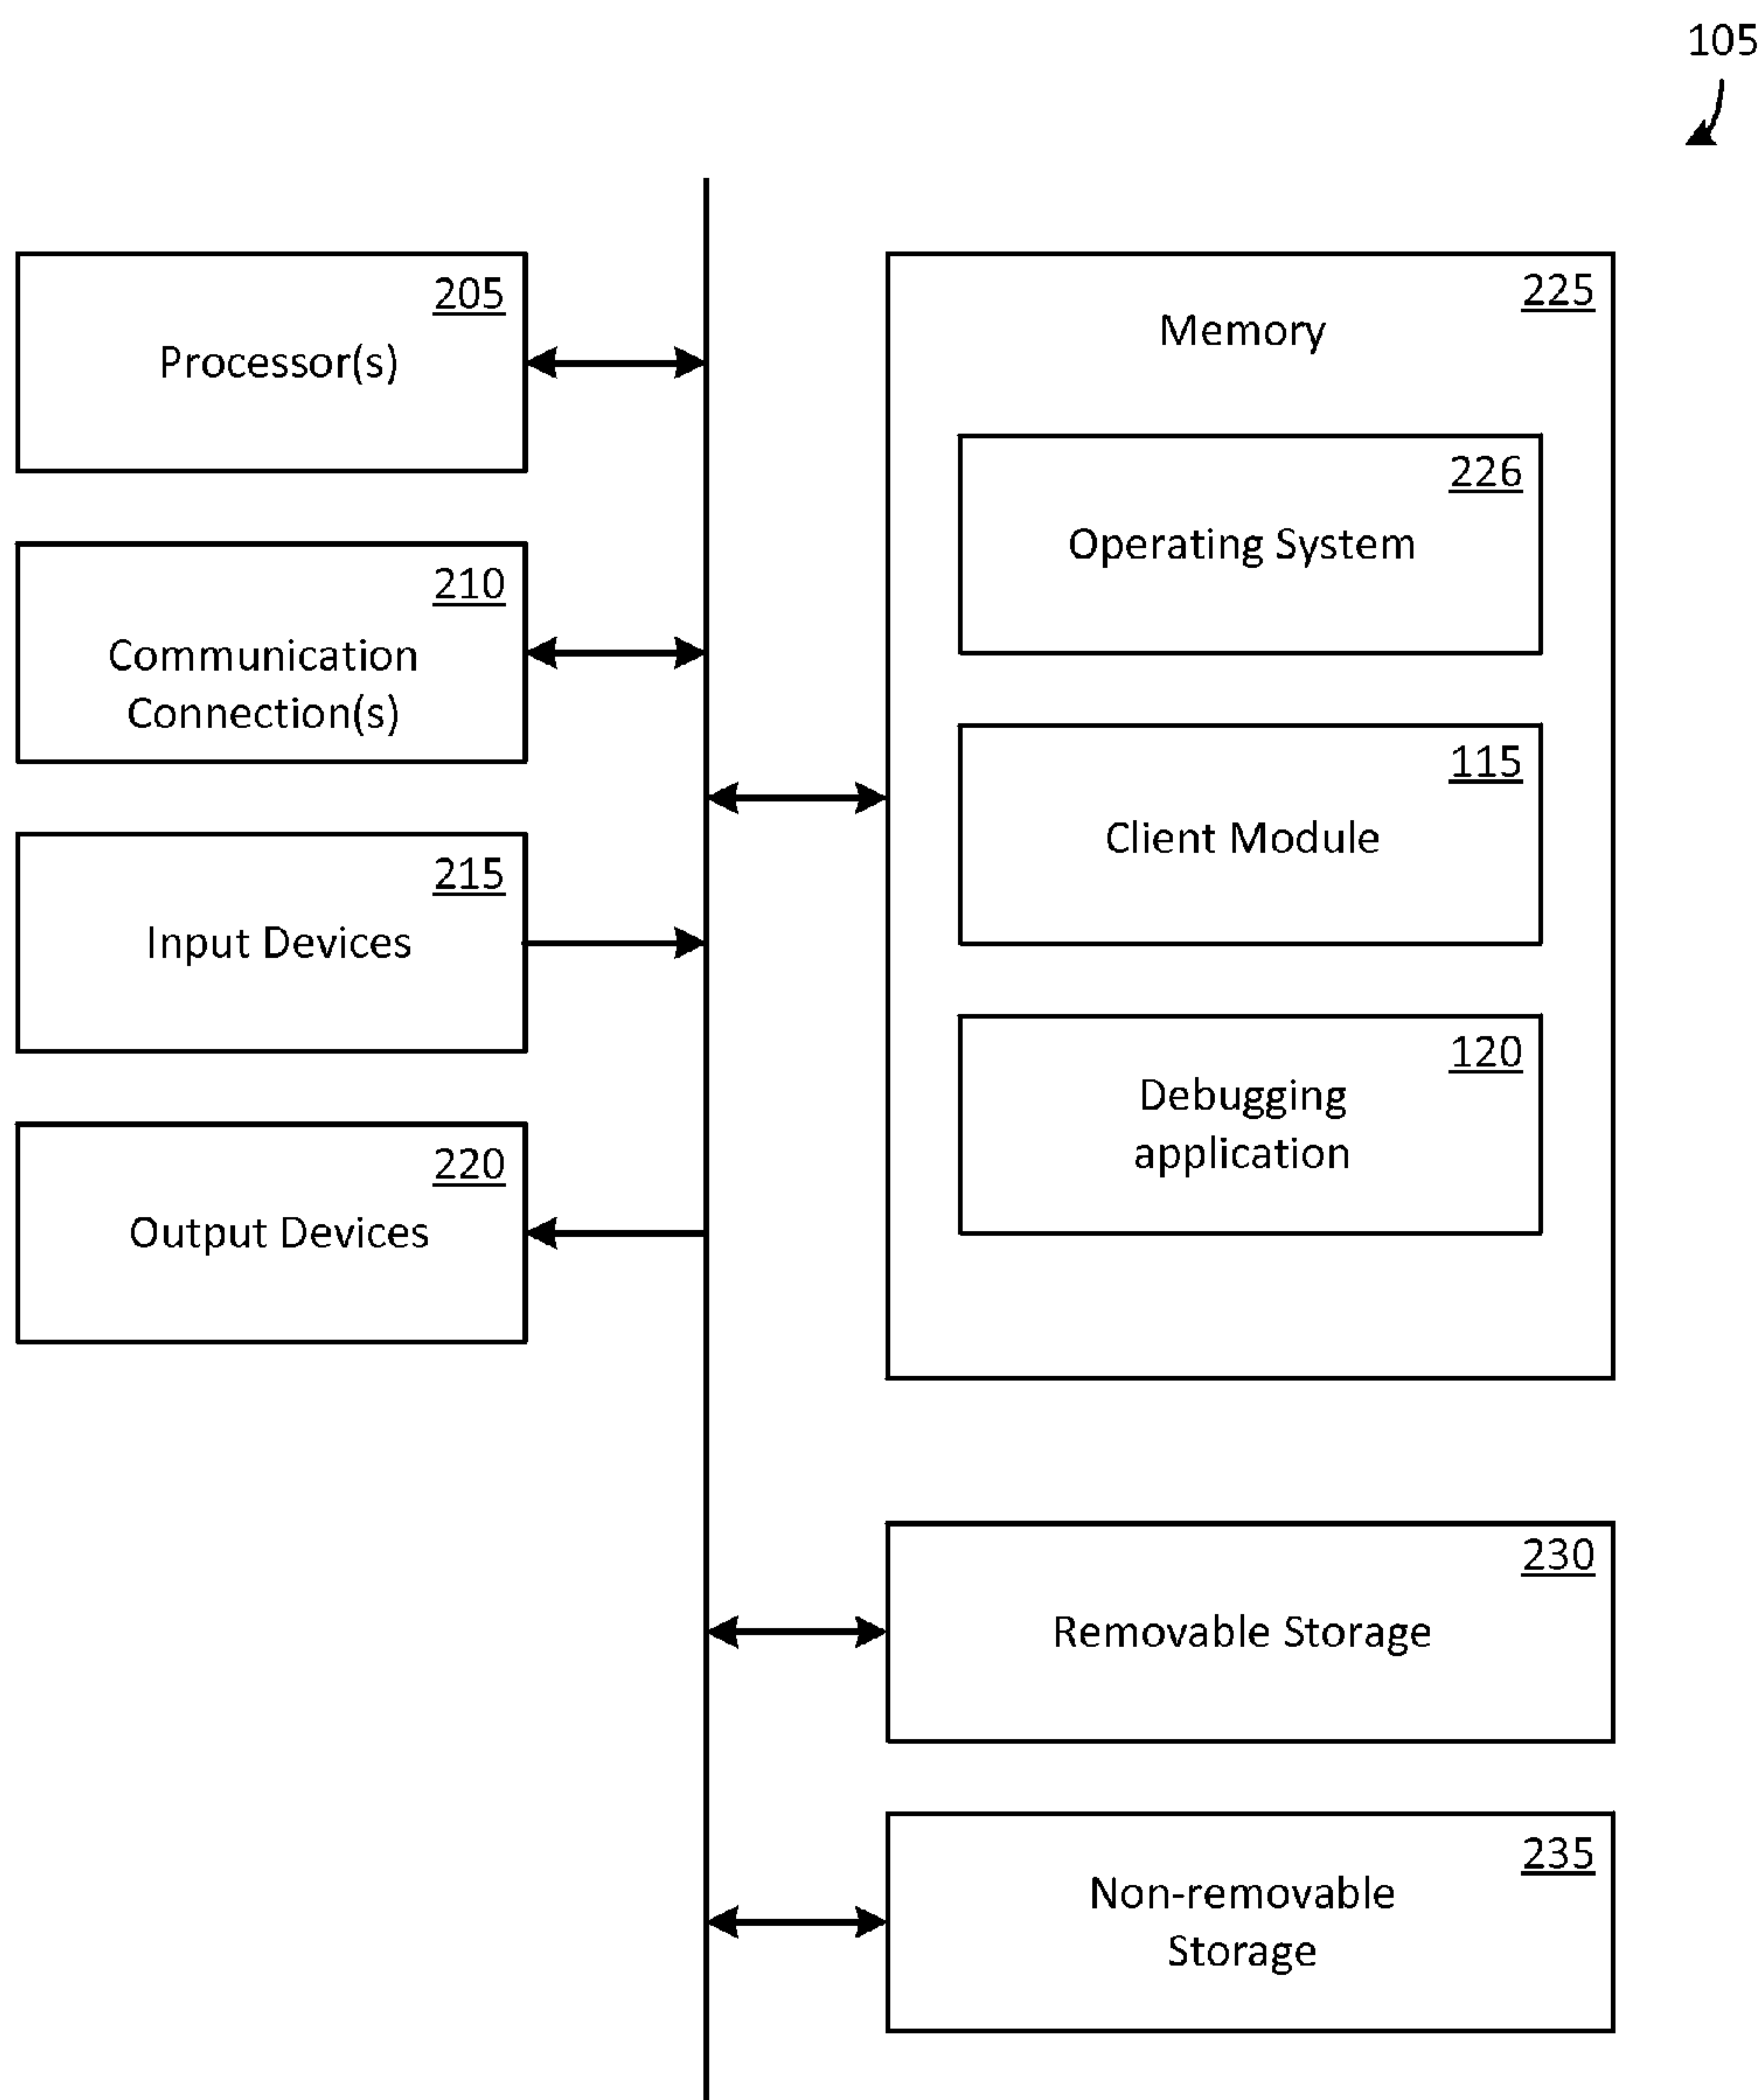 105
205
Processor(s)
210
Communication
Connection(s)
215
Input Devices
220
Output Devices
225
Memory
226
Operating System
115
Client Module
120
Debugging
application
230
Removable Storage
235
Non-removable
Storage